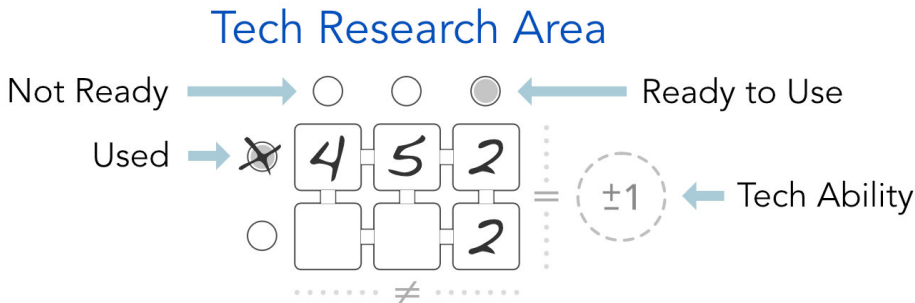 Tech Research Area
Not Ready
Ready to Use
Used
4 5 2
±1
=
Tech Ability
2
≠